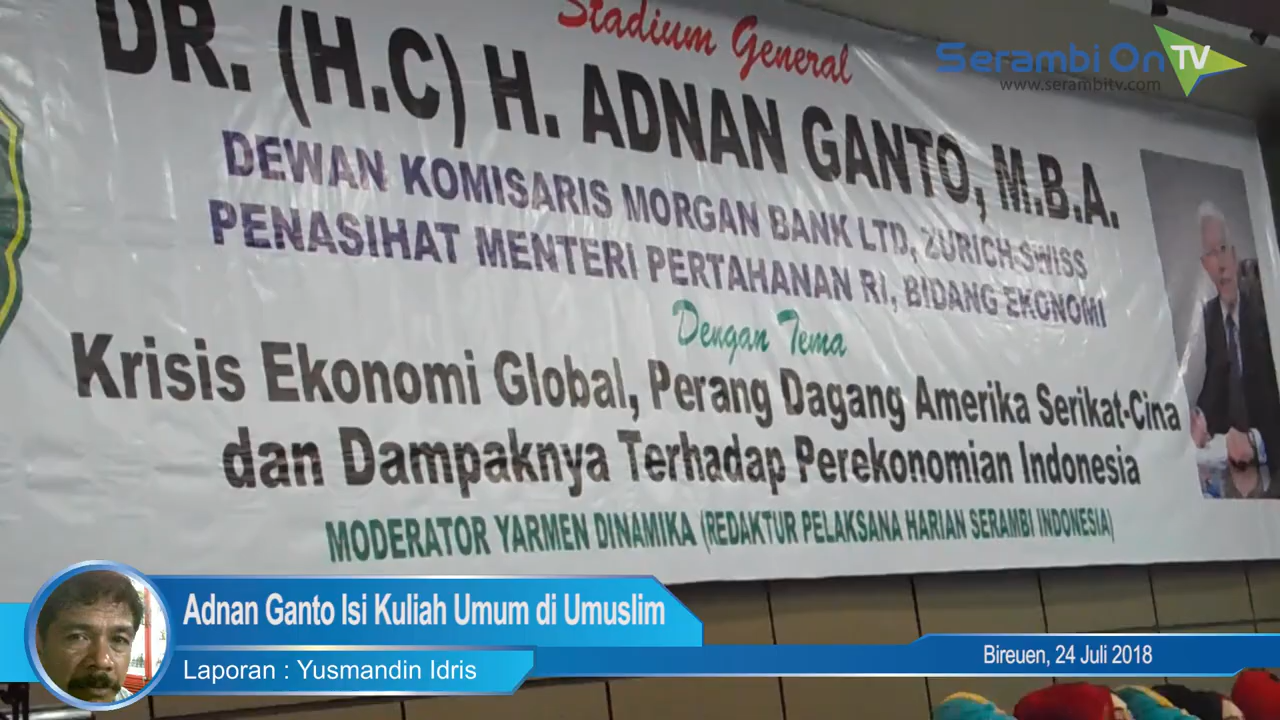 Stadium General
Serambi On TV
www.serambitv.com
DR. (H.C) H. ADNAN GANTO, M.B.A.
DEWAN KOMISARIS MORGAN BANK LTD, ZURICH-SWISS
PENASIHAT MENTERI PERTAHANAN RI, BIDANG EKONOMI
Dengan Tema
Krisis Ekonomi Global, Perang Dagang Amerika Serikat-Cina
dan Dampaknya Terhadap Perekonomian Indonesia
MODERATOR YARMEN DINAMIKA (REDAKTUR PELAKSANA HARIAN SERAMBI INDONESIA)
Adnan Ganto Isi Kuliah Umum di Umuslim
Laporan : Yusmandin Idris
Bireuen, 24 Juli 2018